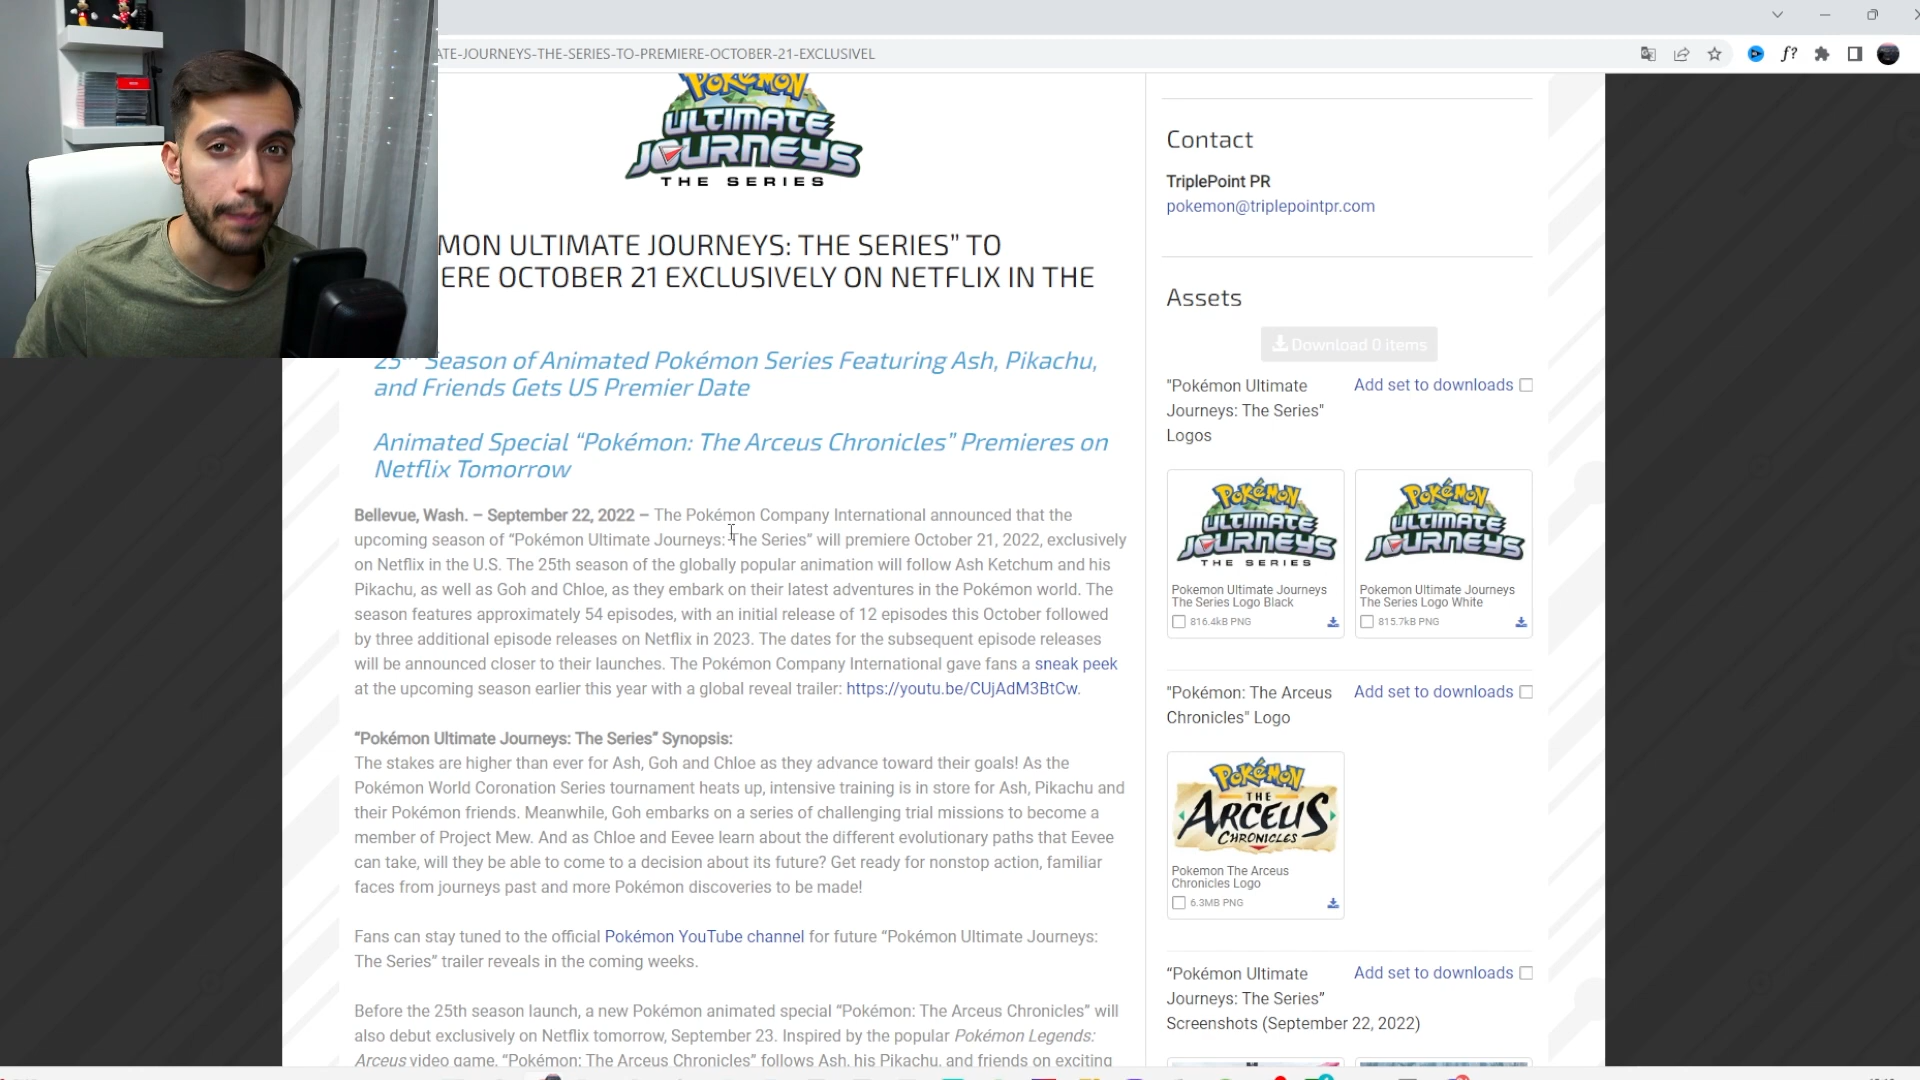 ATE-JOURNEYS-THE-SERIES-TO-PREMIERE-OCTOBER-21-EXCLUSIVEL
f?
POKéMON
ULTIMATE
JOURNEYS
THE SERIES
MON ULTIMATE JOURNEYS: THE SERIES” TO
ERE OCTOBER 21 EXCLUSIVELY ON NETFLIX IN THE
25th Season of Animated Pokémon Series Featuring Ash, Pikachu,
and Friends Gets US Premier Date
Animated Special “Pokémon: The Arceus Chronicles” Premieres on
Netflix Tomorrow
Bellevue, Wash. – September 22, 2022 – The Pokémon Company International announced that the
upcoming season of “Pokémon Ultimate Journeys: The Series” will premiere October 21, 2022, exclusively
on Netflix in the U.S. The 25th season of the globally popular animation will follow Ash Ketchum and his
Pikachu, as well as Goh and Chloe, as they embark on their latest adventures in the Pokémon world. The
season features approximately 54 episodes, with an initial release of 12 episodes this October followed
by three additional episode releases on Netflix in 2023. The dates for the subsequent episode releases
will be announced closer to their launches. The Pokémon Company International gave fans a sneak peek
at the upcoming season earlier this year with a global reveal trailer: https://youtu.be/CUjAdM3BtCw.
“Pokémon Ultimate Journeys: The Series” Synopsis:
The stakes are higher than ever for Ash, Goh and Chloe as they advance toward their goals! As the
Pokémon World Coronation Series tournament heats up, intensive training is in store for Ash, Pikachu and
their Pokémon friends. Meanwhile, Goh embarks on a series of challenging trial missions to become a
member of Project Mew. And as Chloe and Eevee learn about the different evolutionary paths that Eevee
can take, will they be able to come to a decision about its future? Get ready for nonstop action, familiar
faces from journeys past and more Pokémon discoveries to be made!
Fans can stay tuned to the official Pokémon YouTube channel for future “Pokémon Ultimate Journeys:
The Series” trailer reveals in the coming weeks.
Before the 25th season launch, a new Pokémon animated special “Pokémon: The Arceus Chronicles” will
also debut exclusively on Netflix tomorrow, September 23. Inspired by the popular Pokémon Legends:
Arceus video game, “Pokémon: The Arceus Chronicles” follows Ash, his Pikachu, and friends on exciting
Contact
TriplePoint PR
pokemon@triplepointpr.com
Assets
Download 0 items
"Pokémon Ultimate
Journeys: The Series"
Logos
Add set to downloads
POKéMON
ULTIMATE
JOURNEYS
THE SERIES
Pokemon Ultimate Journeys
The Series Logo Black
816.4kB PNG
POKéMON
ULTIMATE
JOURNEYS
THE SERIES
Pokemon Ultimate Journeys
The Series Logo White
815.7kB PNG
"Pokémon: The Arceus
Chronicles" Logo
Add set to downloads
POKéMON
THE
ARCEUS
CHRONICLES
Pokemon The Arceus
Chronicles Logo
6.3MB PNG
“Pokémon Ultimate
Journeys: The Series”
Screenshots (September 22, 2022)
Add set to downloads